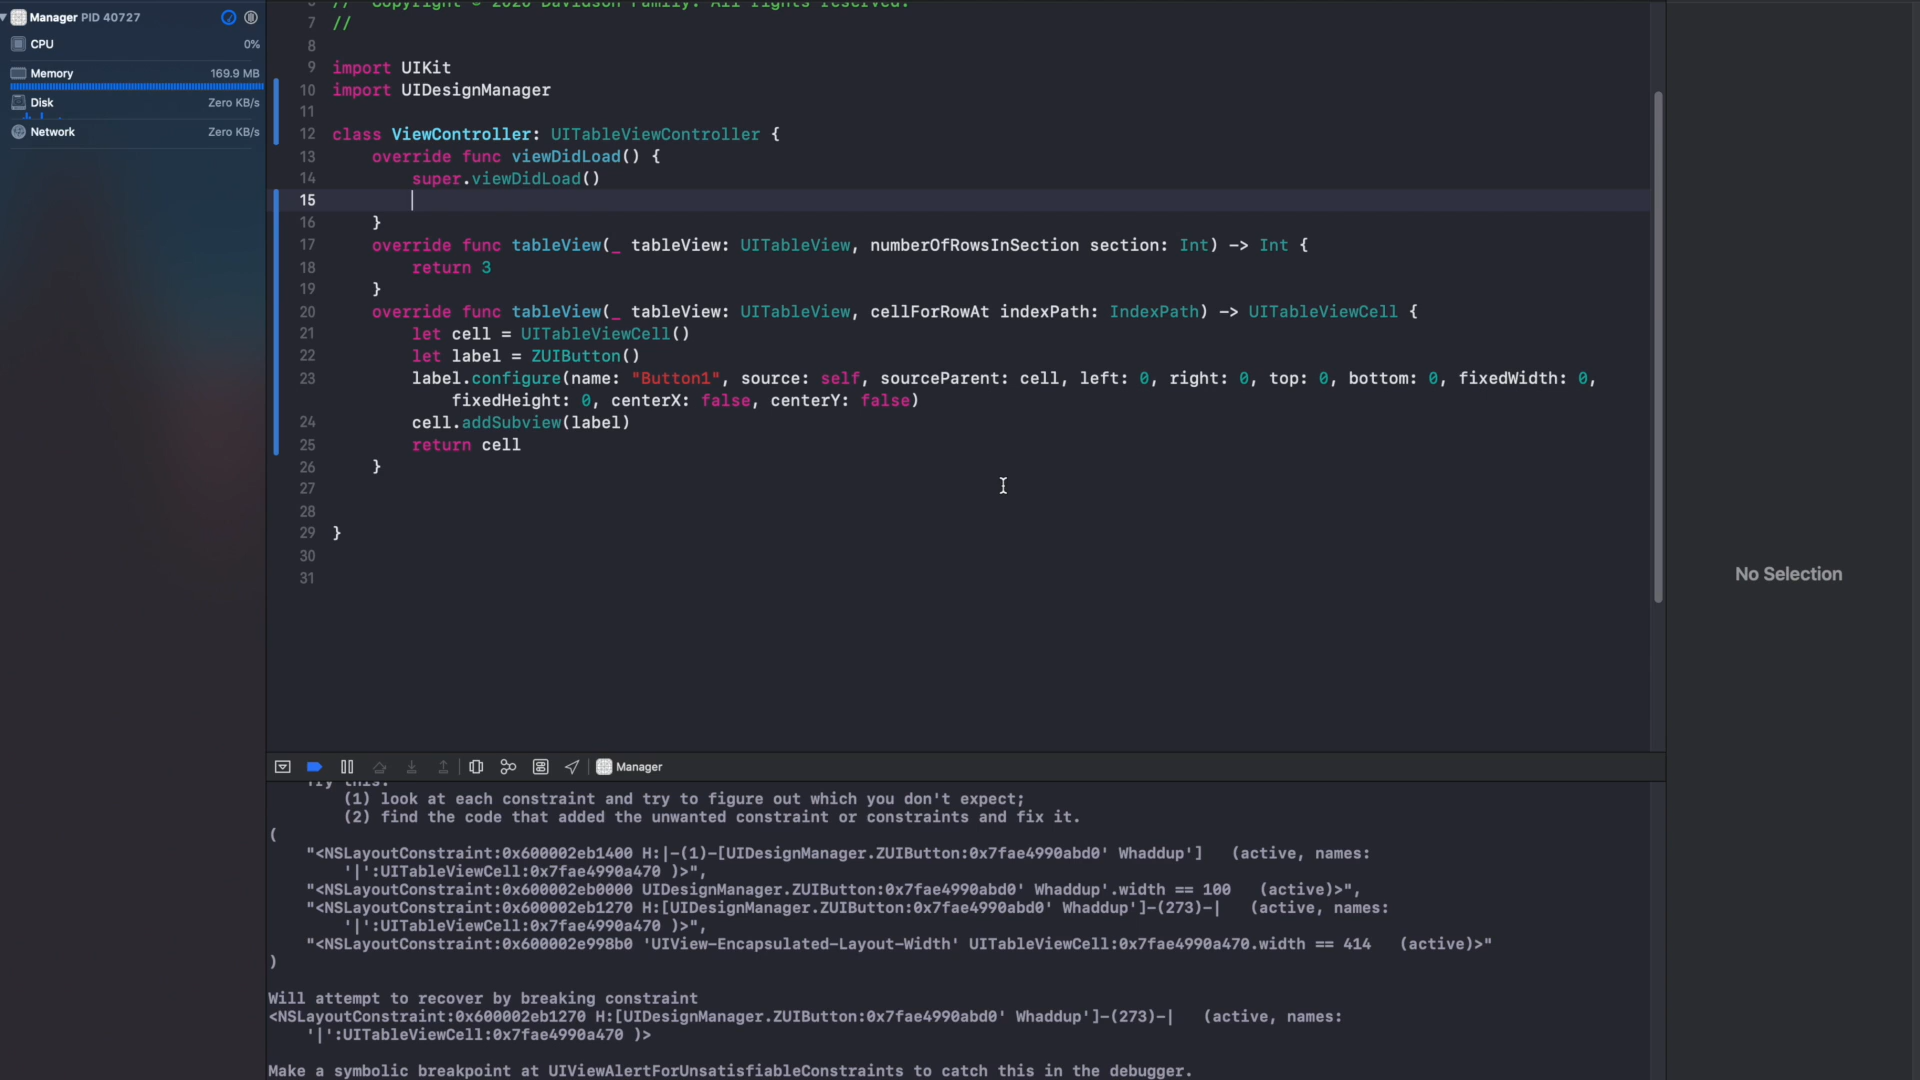 Manager PID 40727
CPU 0%
Memory 169.9 MB
Disk Zero KB/s
Network Zero KB/s
6 // Copyright © 2020 Davidson Family. All rights reserved.
7 //
8
9 import UIKit
10 import UIDesignManager
11
12 class ViewController: UITableViewController {
13 override func viewDidLoad() {
14 super.viewDidLoad()
15
16 }
17 override func tableView(_ tableView: UITableView, numberOfRowsInSection section: Int) -> Int {
18 return 3
19 }
20 override func tableView(_ tableView: UITableView, cellForRowAt indexPath: IndexPath) -> UITableViewCell {
21 let cell = UITableViewCell()
22 let label = ZUIButton()
23 label.configure(name: "Button1", source: self, sourceParent: cell, left: 0, right: 0, top: 0, bottom: 0, fixedWidth: 0,
fixedHeight: 0, centerX: false, centerY: false)
24 cell.addSubview(label)
25 return cell
26 }
27
28
29 }
30
31
No Selection
Manager
Try this:
(1) look at each constraint and try to figure out which you don't expect;
(2) find the code that added the unwanted constraint or constraints and fix it.
(
"<NSLayoutConstraint:0x600002eb1400 H:|-(1)-[UIDesignManager.ZUIButton:0x7fae4990abd0' Whaddup'] (active, names:
'|':UITableViewCell:0x7fae4990a470 )>",
"<NSLayoutConstraint:0x600002eb0000 UIDesignManager.ZUIButton:0x7fae4990abd0' Whaddup'.width == 100 (active)>",
"<NSLayoutConstraint:0x600002eb1270 H:[UIDesignManager.ZUIButton:0x7fae4990abd0' Whaddup']-(273)-| (active, names:
'|':UITableViewCell:0x7fae4990a470 )>",
"<NSLayoutConstraint:0x600002e998b0 'UIView-Encapsulated-Layout-Width' UITableViewCell:0x7fae4990a470.width == 414 (active)>"
)
Will attempt to recover by breaking constraint
<NSLayoutConstraint:0x600002eb1270 H:[UIDesignManager.ZUIButton:0x7fae4990abd0' Whaddup']-(273)-| (active, names:
'|':UITableViewCell:0x7fae4990a470 )>
Make a symbolic breakpoint at UIViewAlertForUnsatisfiableConstraints to catch this in the debugger.